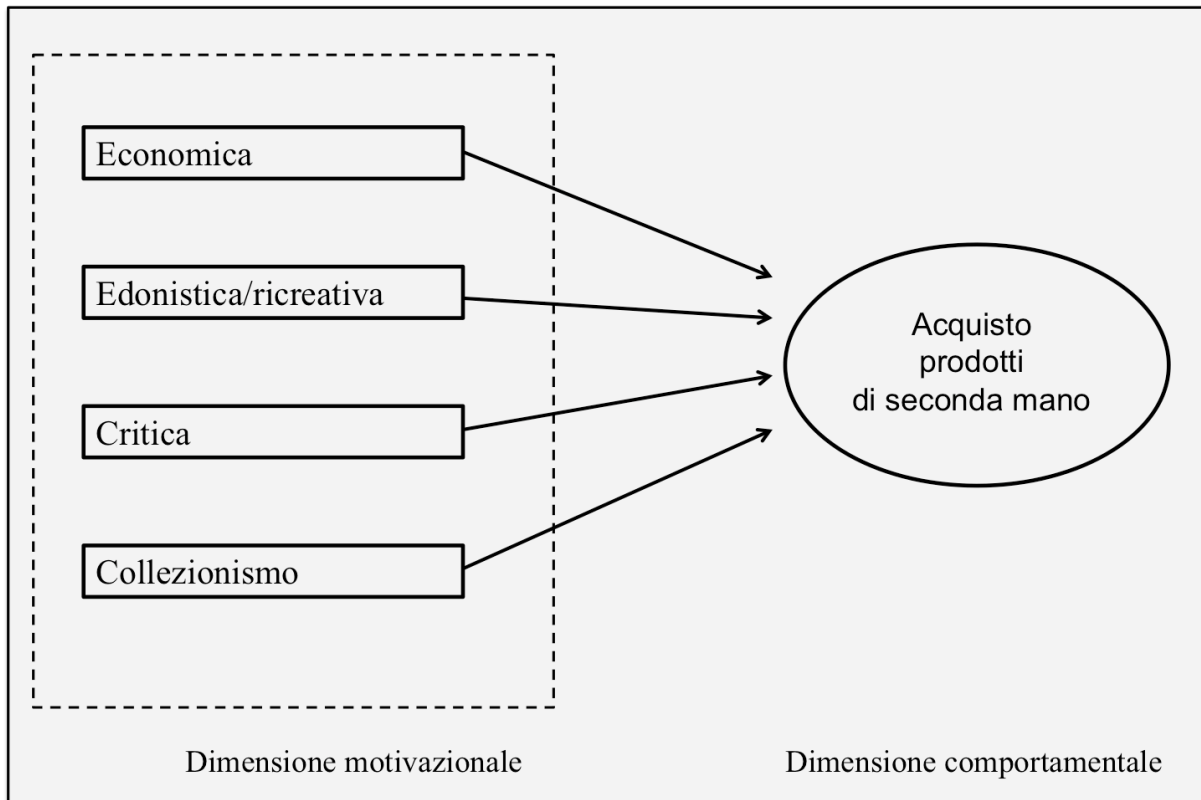 Economica
Edonistica/ricreativa
Critica
Collezionismo
Acquisto
prodotti
di seconda mano
Dimensione motivazionale
Dimensione comportamentale